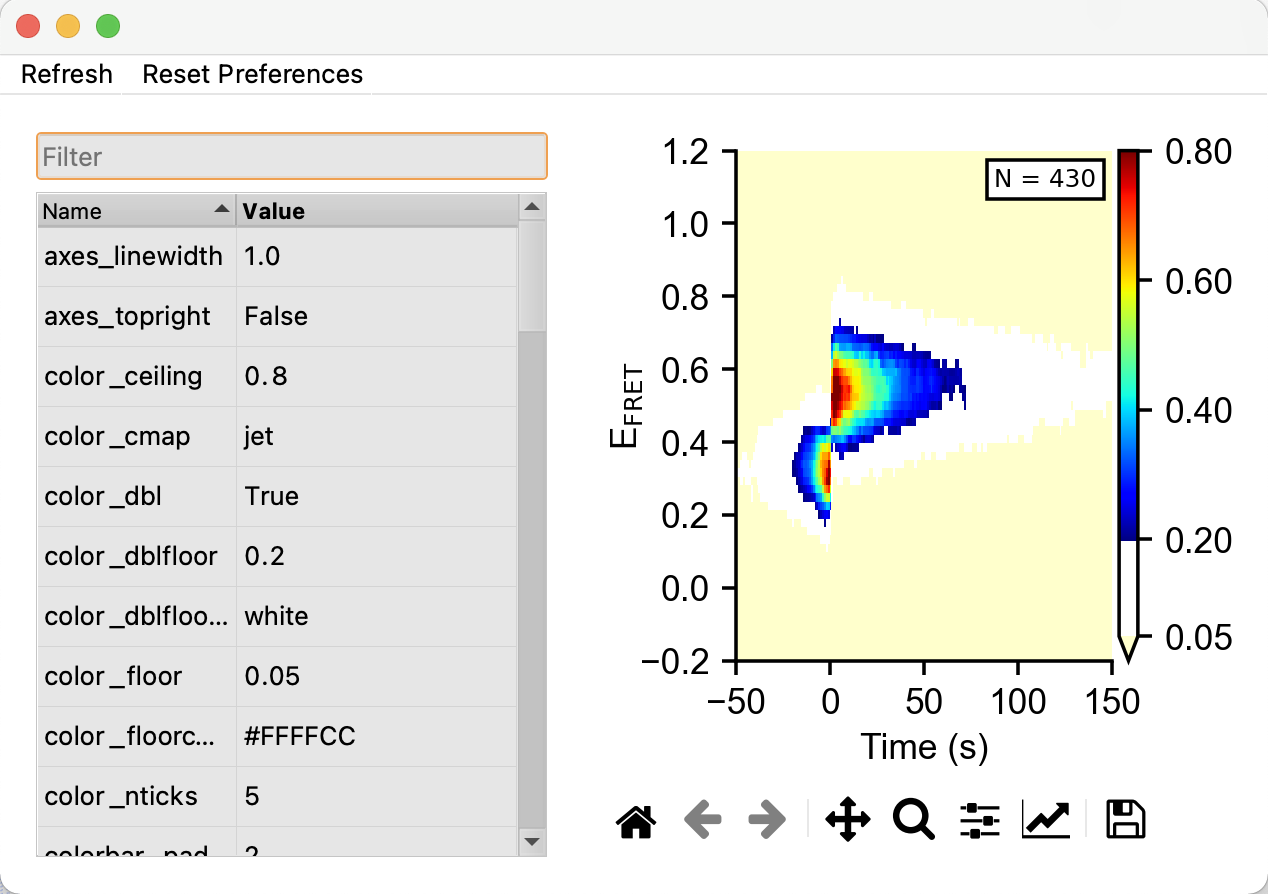 Refresh Reset Preferences
Filter
Name Value
axes_linewidth 1.0
axes_topright False
color_ceiling 0.8
color_cmap jet
color_dbl True
color_dblfloor 0.2
color_dblfloo... white
color_floor 0.05
color_floorc... #FFFFCC
color_nticks 5
colorbar_pad 2
1.2
1.0
0.8
0.6
0.4
0.2
0.0
−0.2
EFRET
N = 430
−50 0 50 100 150
Time (s)
0.80
0.60
0.40
0.20
0.05